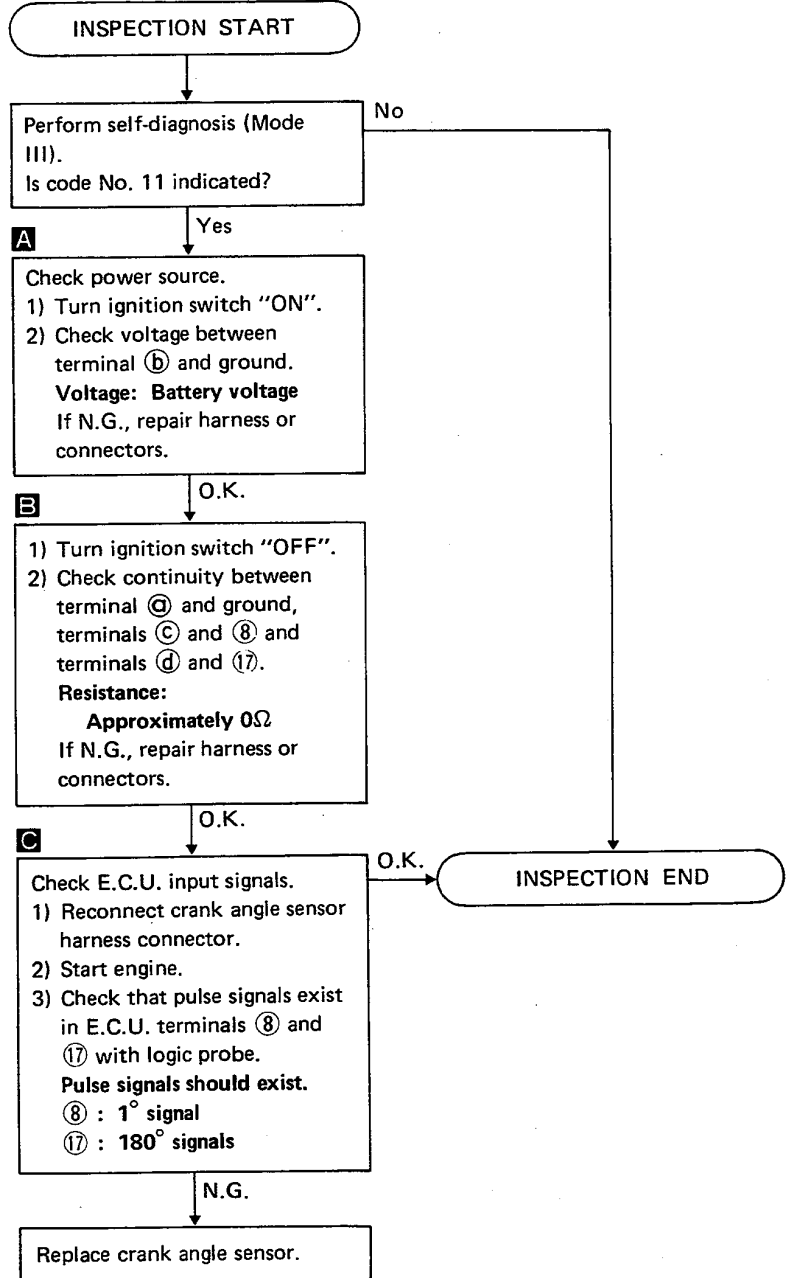 INSPECTION START
Perform self-diagnosis (Mode
III).
Is code No. 11 indicated?
No
Yes
A
Check power source.
1) Turn ignition switch "ON".
2) Check voltage between
terminal ⓑ and ground.
Voltage: Battery voltage
If N.G., repair harness or
connectors.
O.K.
B
1) Turn ignition switch "OFF".
2) Check continuity between
terminal ⓐ and ground,
terminals ⓒ and ⑧ and
terminals ⓓ and ⑰.
Resistance:
Approximately 0Ω
If N.G., repair harness or
connectors.
O.K.
C
Check E.C.U. input signals.
1) Reconnect crank angle sensor
harness connector.
2) Start engine.
3) Check that pulse signals exist
in E.C.U. terminals ⑧ and
⑰ with logic probe.
Pulse signals should exist.
⑧ : 1° signal
⑰ : 180° signals
O.K.
INSPECTION END
N.G.
Replace crank angle sensor.